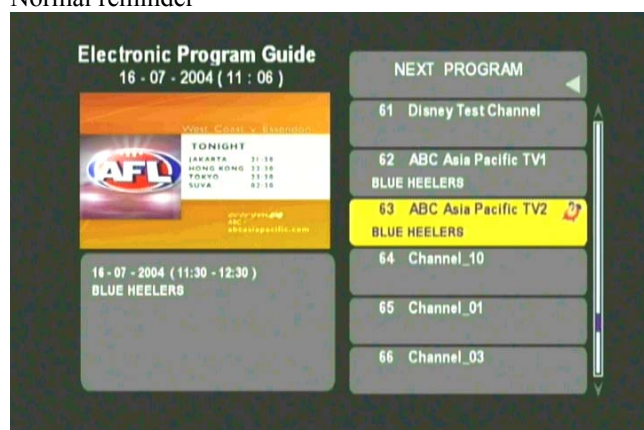 Normal reminder
Electronic Program Guide
16 - 07 - 2004 ( 11 : 06 )
West Coast v Essendon
TONIGHT
JAKARTA
HONG KONG
TOKYO
SUVA
AFL
abcasiapacific.com
16 - 07 - 2004 ( 11:30 - 12:30 )
BLUE HEELERS
NEXT PROGRAM
61 Disney Test Channel
62 ABC Asia Pacific TV1
BLUE HEELERS
63 ABC Asia Pacific TV2
BLUE HEELERS
64 Channel_10
65 Channel_01
66 Channel_03